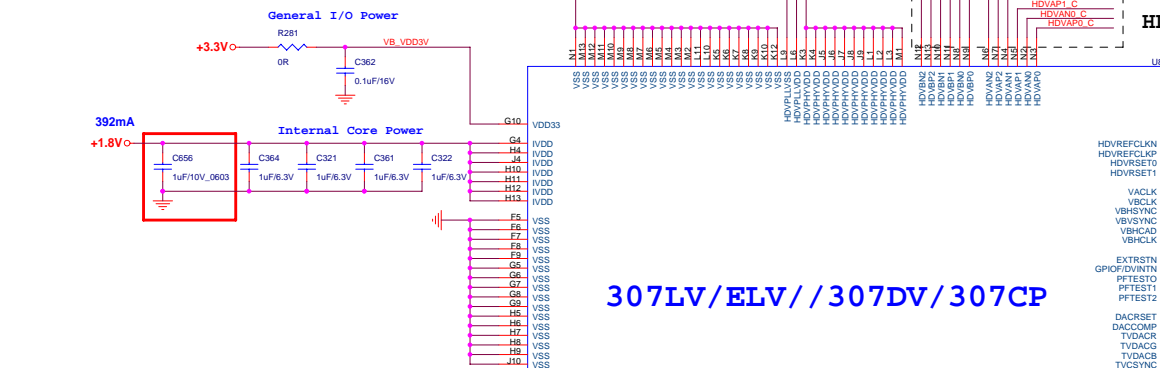 General I/O Power
R281
+3.3V
VB_VDD3V
0R
C362
0.1uF/16V
392mA
+1.8V
Internal Core Power
C656
1uF/10V_0603
C364
1uF/6.3V
C321
1uF/6.3V
C361
1uF/6.3V
C322
1uF/6.3V
HDVAP1_C
HDVAN0_C
HDVAP0_C
HI
U8
N1 VSS
M13 VSS
M12 VSS
M11 VSS
M10 VSS
M9 VSS
M8 VSS
M7 VSS
M6 VSS
M5 VSS
M4 VSS
M3 VSS
M2 VSS
L12 VSS
L11 VSS
L10 VSS
K5 VSS
K6 VSS
K7 VSS
K8 VSS
K9 VSS
K10 VSS
K12 VSS
L9 HDVPLLVSS
L6 HDVPLLVDD
K3 HDVPHYVDD
K4 HDVPHYVDD
J5 HDVPHYVDD
J6 HDVPHYVDD
J7 HDVPHYVDD
J8 HDVPHYVDD
J9 HDVPHYVDD
L1 HDVPHYVDD
L2 HDVPHYVDD
L3 HDVPHYVDD
M1 HDVPHYVDD
N12 HDVBN2
N13 HDVBP2
N10 HDVBN1
N11 HDVBP1
N8 HDVBN0
N9 HDVBP0
N6 HDVAN2
N7 HDVAP2
N4 HDVAN1
N5 HDVAP1
N2 HDVAN0
N3 HDVAP0
G10 VDD33
G4 IVDD
H4 IVDD
J4 IVDD
H10 IVDD
H11 IVDD
H12 IVDD
H13 IVDD
F5 VSS
F6 VSS
F7 VSS
F8 VSS
F9 VSS
G5 VSS
G6 VSS
G7 VSS
G8 VSS
G9 VSS
H5 VSS
H6 VSS
H7 VSS
H8 VSS
H9 VSS
J10 VSS
307LV/ELV//307DV/307CP
HDVREFCLKN
HDVREFCLKP
HDVRSET0
HDVRSET1
VACLK
VBCLK
VBHSYNC
VBVSYNC
VBHCAD
VBHCLK
EXTRSTN
GPIOF/DVINTN
PFTESTO
PFTEST1
PFTEST2
DACRSET
DACCOMP
TVDACR
TVDACG
TVDACB
TVCSYNC